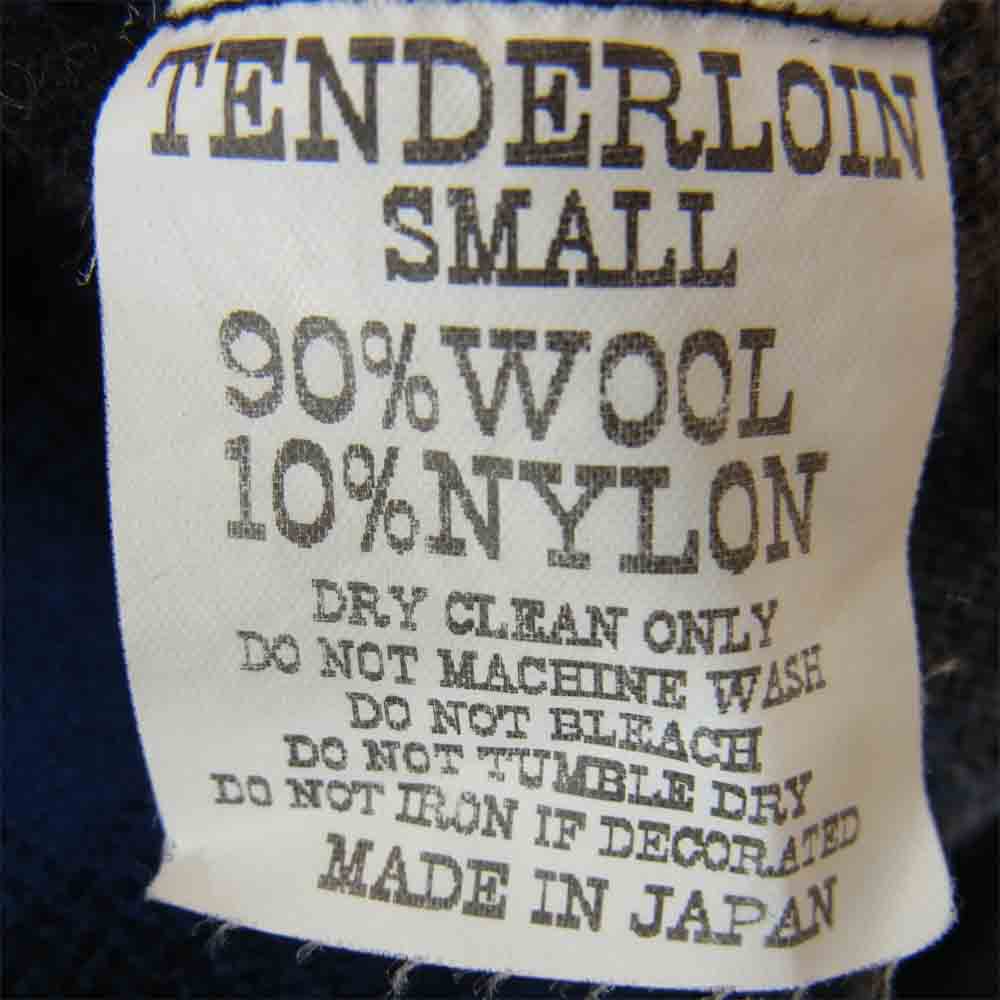 TENDERLOIN
SMALL
90%WOOL
10%NYLON
DRY CLEAN ONLY
DO NOT MACHINE WASH
DO NOT BLEACH
DO NOT TUMBLE DRY
DO NOT IRON IF DECORATED
MADE IN JAPAN